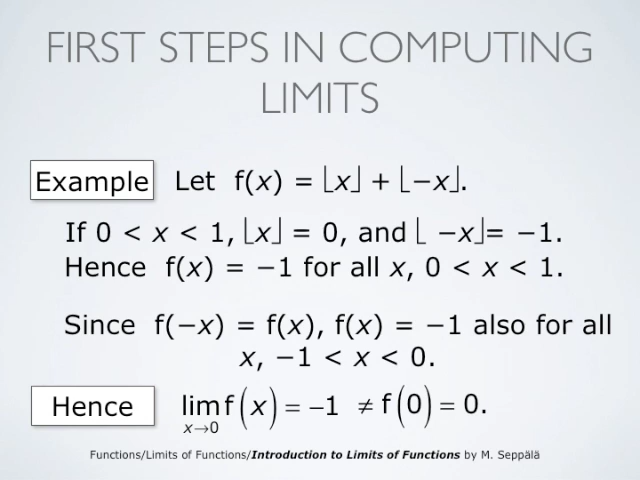 FIRST STEPS IN COMPUTING
LIMITS
Example Let f(x) = ⌊x⌋ + ⌊−x⌋.
If 0 < x < 1, ⌊x⌋ = 0, and ⌊ −x⌋= −1.
Hence f(x) = −1 for all x, 0 < x < 1.
Since f(−x) = f(x), f(x) = −1 also for all
x, −1 < x < 0.
Hence lim x→0 f(x) = −1 ≠ f(0) = 0.
Functions/Limits of Functions/Introduction to Limits of Functions by M. Seppälä